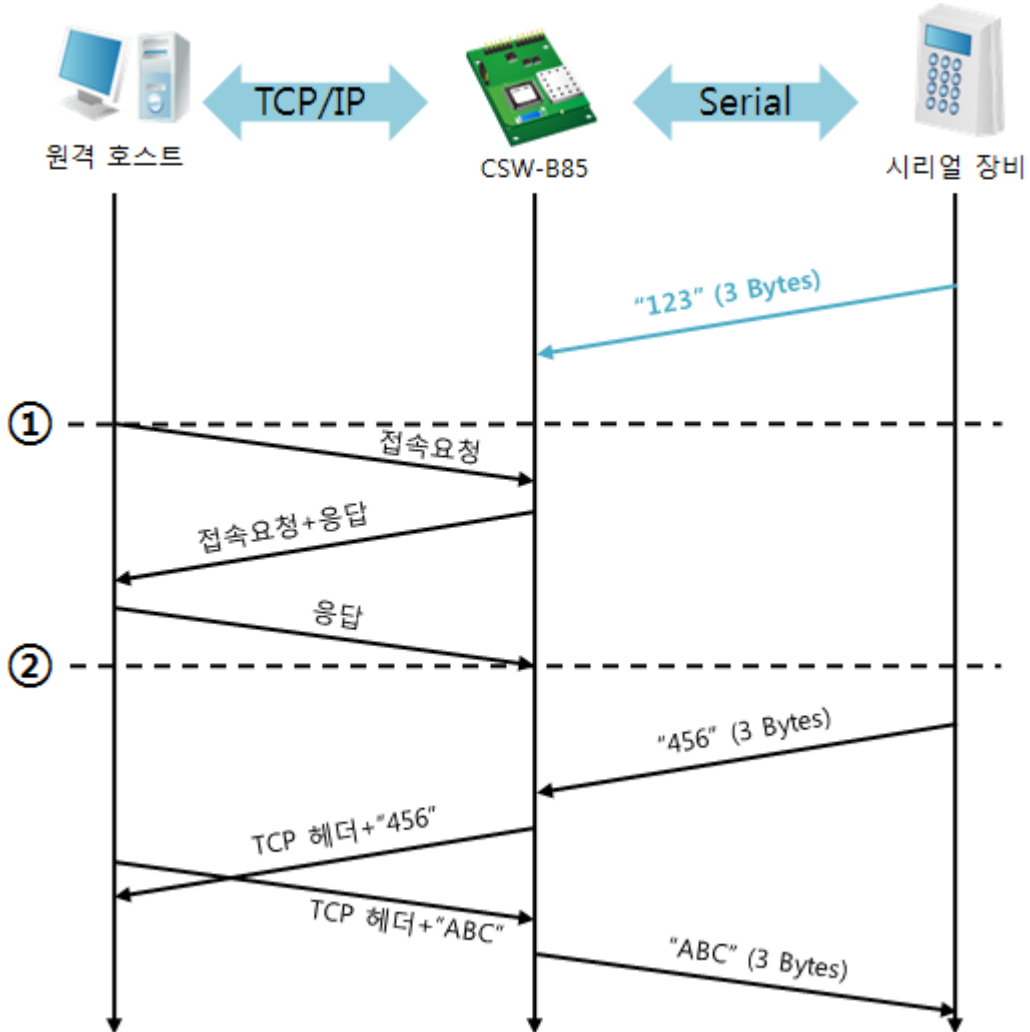 TCP/IP
Serial
원격 호스트
CSW-B85
시리얼 장비
"123" (3 Bytes)
①
접속요청
접속요청+응답
응답
②
"456" (3 Bytes)
TCP 헤더+"456"
TCP 헤더+"ABC"
"ABC" (3 Bytes)